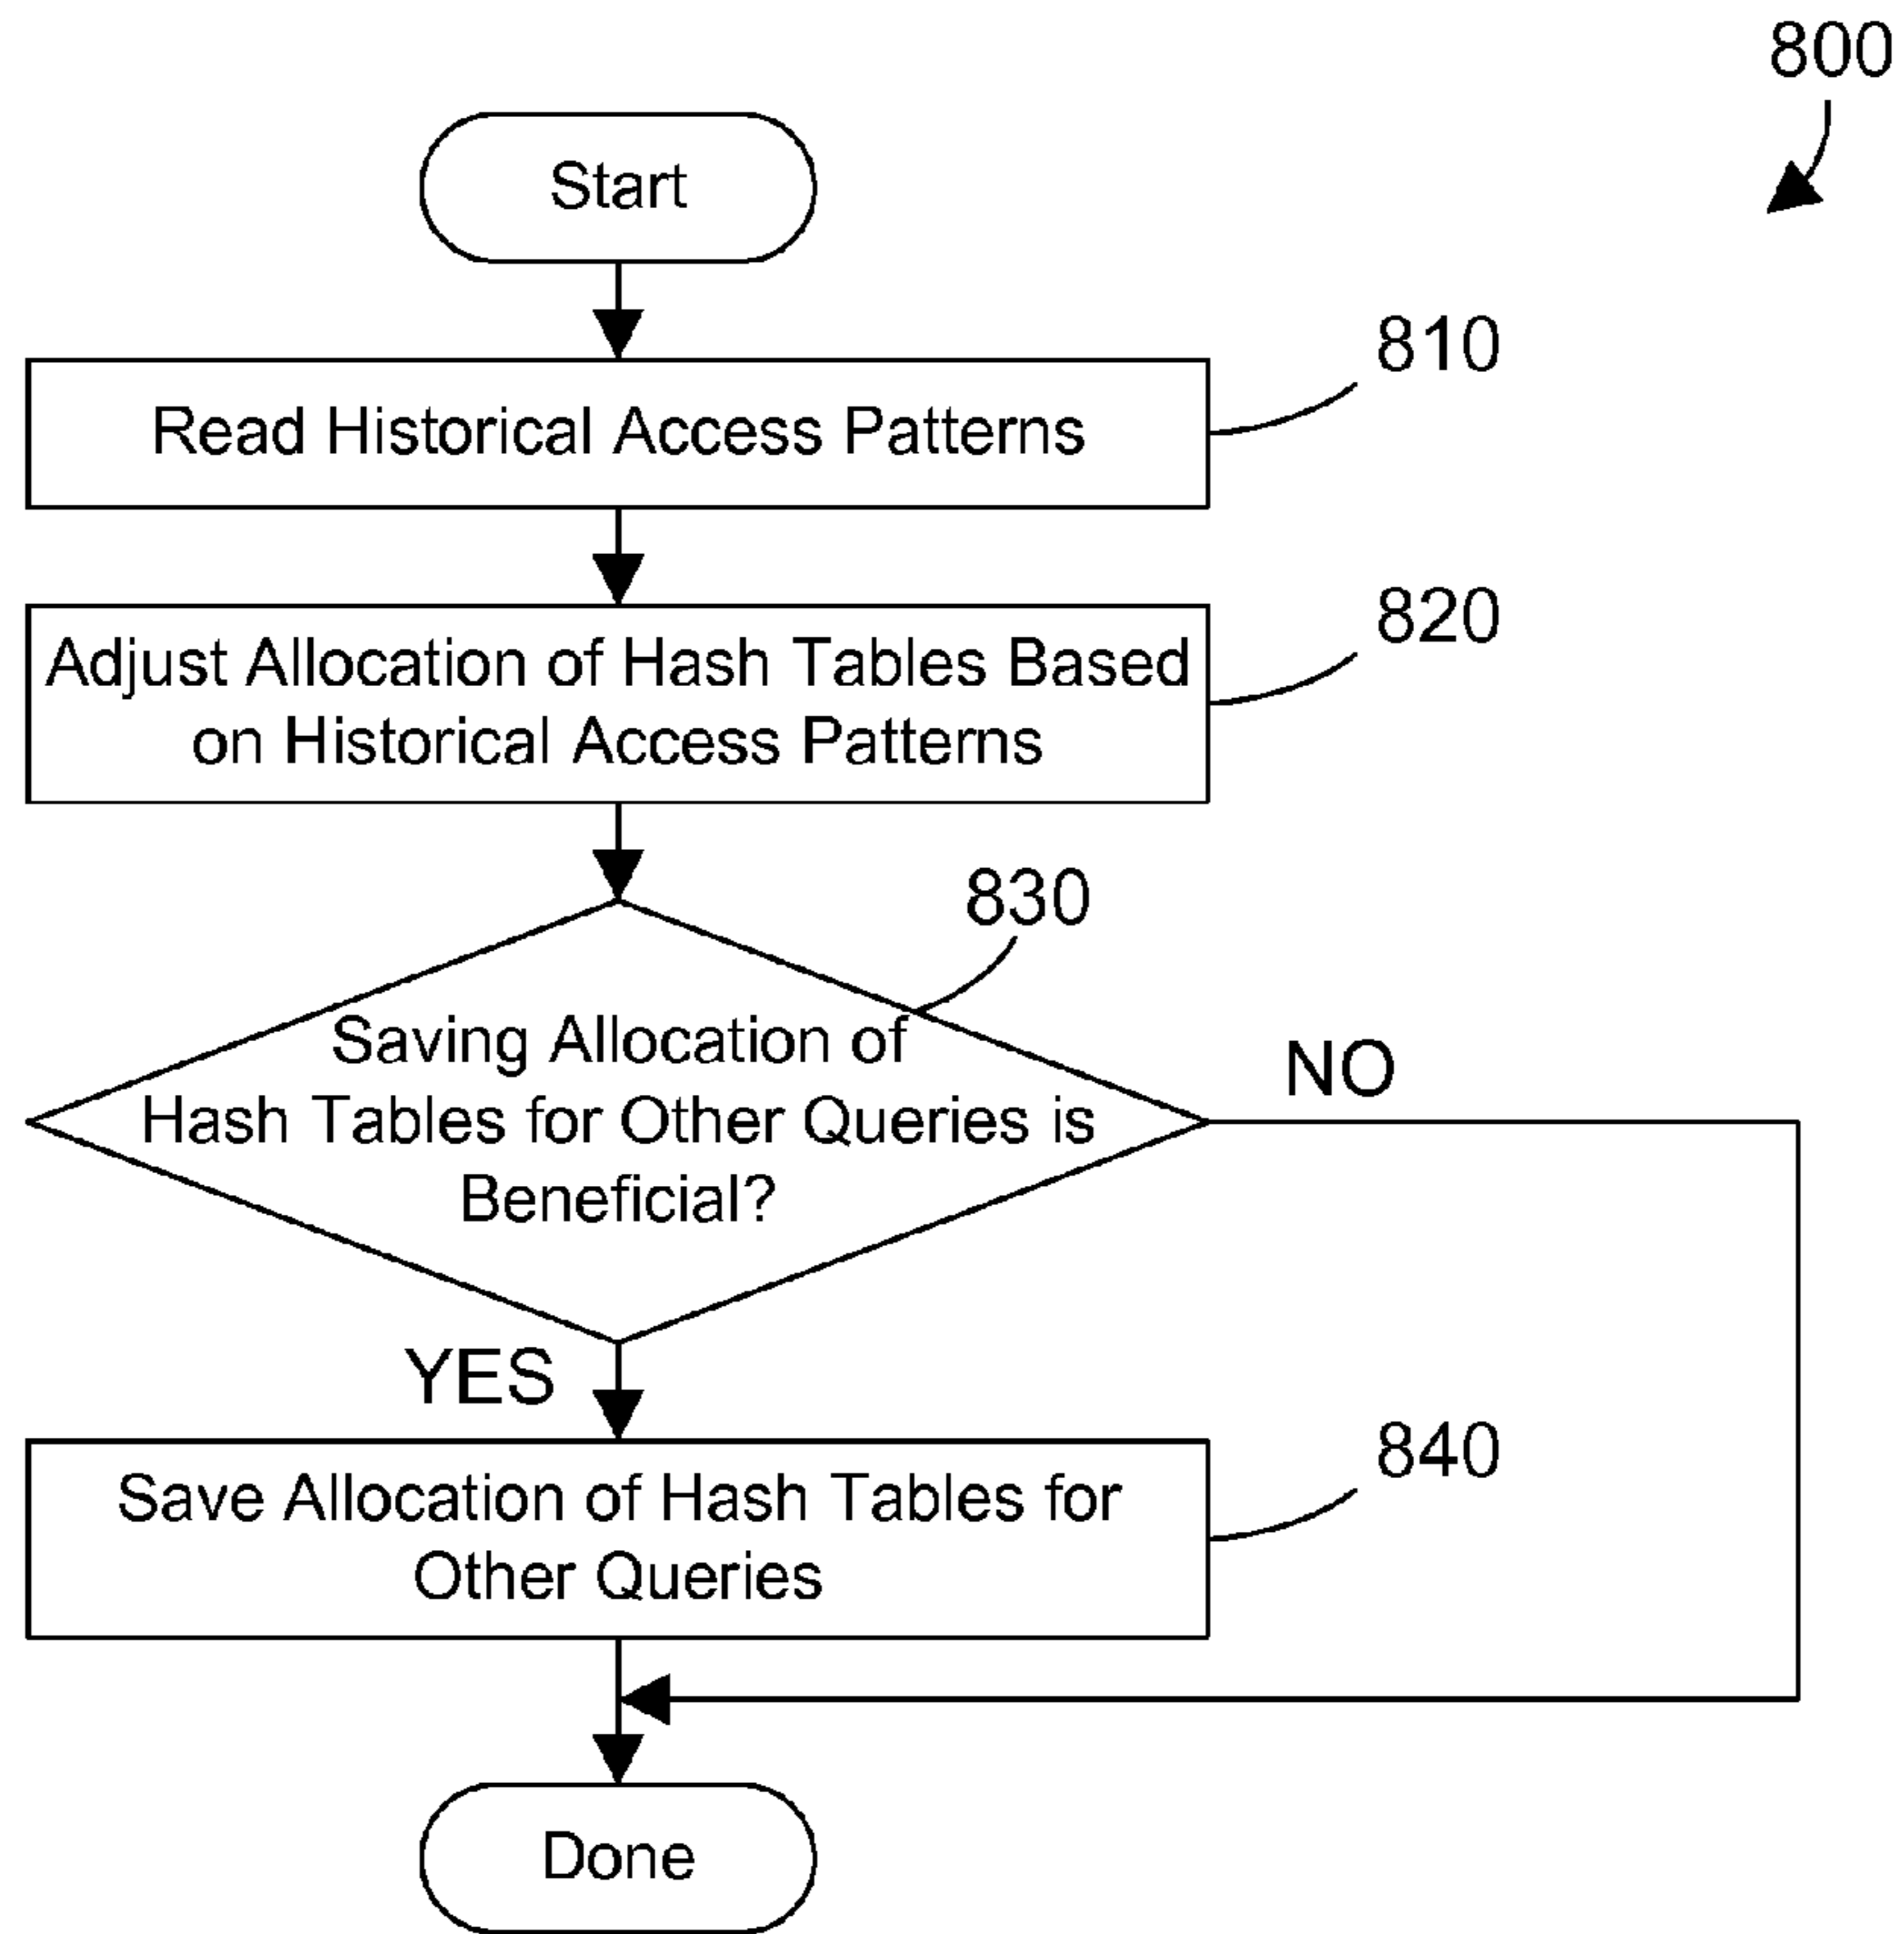 800
Start
810
Read Historical Access Patterns
820
Adjust Allocation of Hash Tables Based
on Historical Access Patterns
830
Saving Allocation of
Hash Tables for Other Queries is
Beneficial?
NO
YES
840
Save Allocation of Hash Tables for
Other Queries
Done